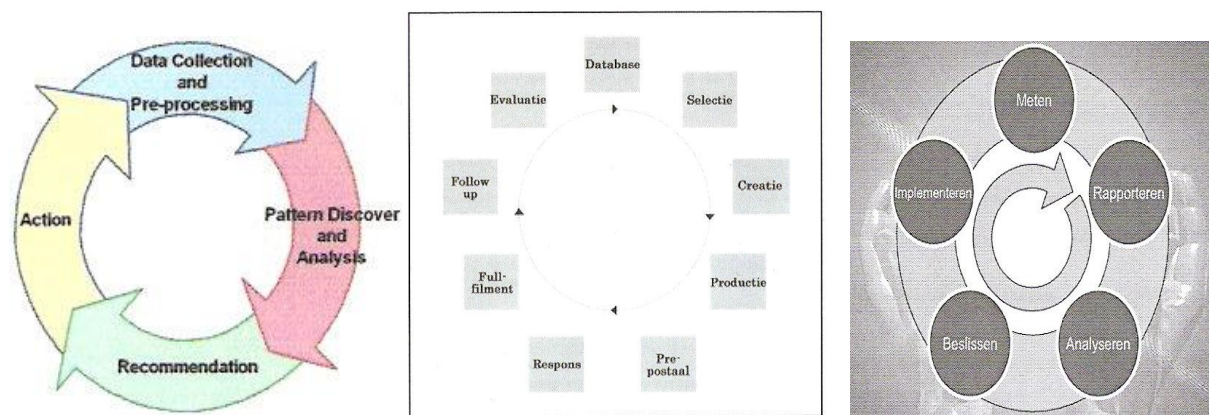 Data Collection
and
Pre-processing
Pattern Discover
and
Analysis
Recommendation
Action
Database
Selectie
Creatie
Productie
Pre-
postaal
Respons
Full-
filment
Follow
up
Evaluatie
Meten
Rapporteren
Analyseren
Beslissen
Implementeren